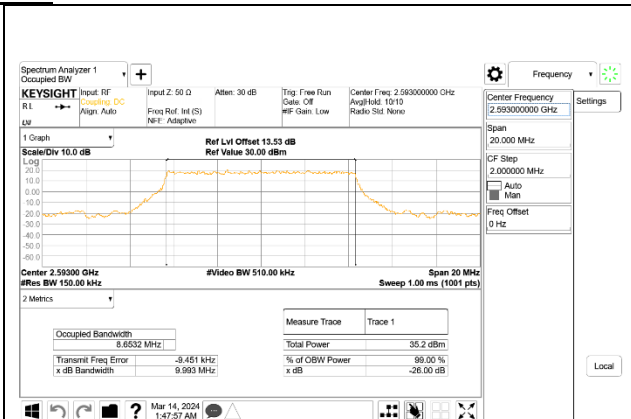 Spectrum Analyzer 1
Occupied BW
+
Frequency
KEYSIGHT
Input: RF
Input Z: 50 Ω
Atten: 30 dB
Trig: Free Run
Center Freq: 2.593000000 GHz
RL
Coupling: DC
Gate: Off
Avg|Hold: 10/10
Align: Auto
Freq Ref: Int (S)
#IF Gain: Low
Radio Std: None
NFE: Adaptive
Center Frequency
2.593000000 GHz
Settings
Span
20.000 MHz
CF Step
2.000000 MHz
Auto
Man
Freq Offset
0 Hz
1 Graph
Ref Lvl Offset 13.53 dB
Scale/Div 10.0 dB
Ref Value 30.00 dBm
Log
20.0
10.0
0.00
-10.0
-20.0
-30.0
-40.0
-50.0
-60.0
Center 2.59300 GHz
#Video BW 510.00 kHz
Span 20 MHz
#Res BW 150.00 kHz
Sweep 1.00 ms (1001 pts)
2 Metrics
Measure Trace
Trace 1
Occupied Bandwidth
8.6532 MHz
Total Power
35.2 dBm
Transmit Freq Error
-9.451 kHz
% of OBW Power
99.00 %
x dB Bandwidth
9.993 MHz
x dB
-26.00 dB
Local
?
Mar 14, 2024
1:47:57 AM